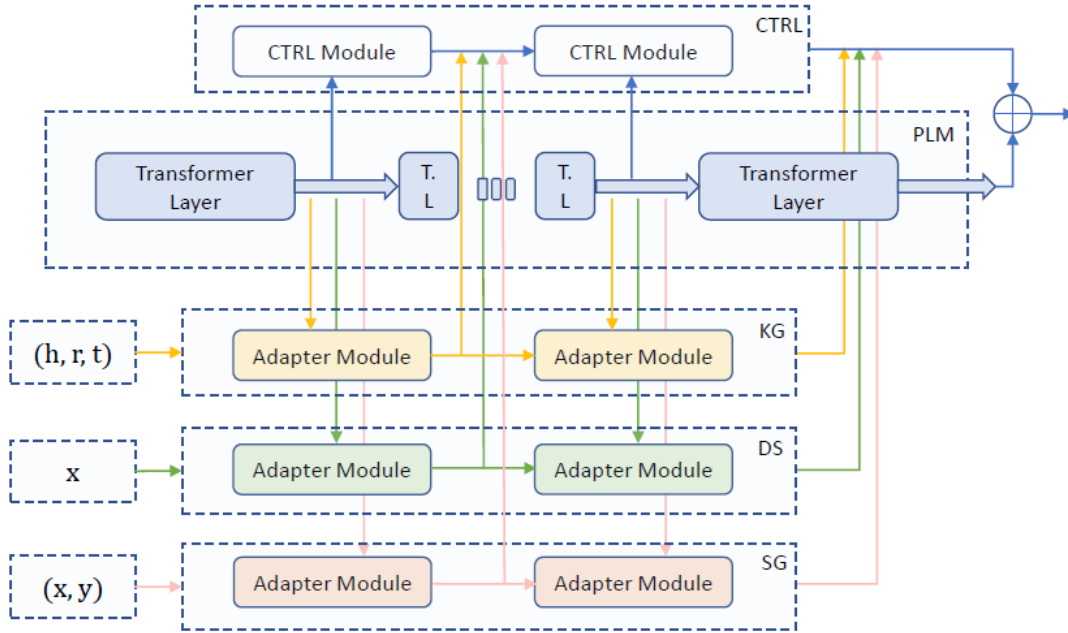 CTRL
CTRL Module
CTRL Module
PLM
Transformer
Layer
T.
L
T.
L
Transformer
Layer
KG
(h, r, t)
Adapter Module
Adapter Module
DS
x
Adapter Module
Adapter Module
SG
(x, y)
Adapter Module
Adapter Module